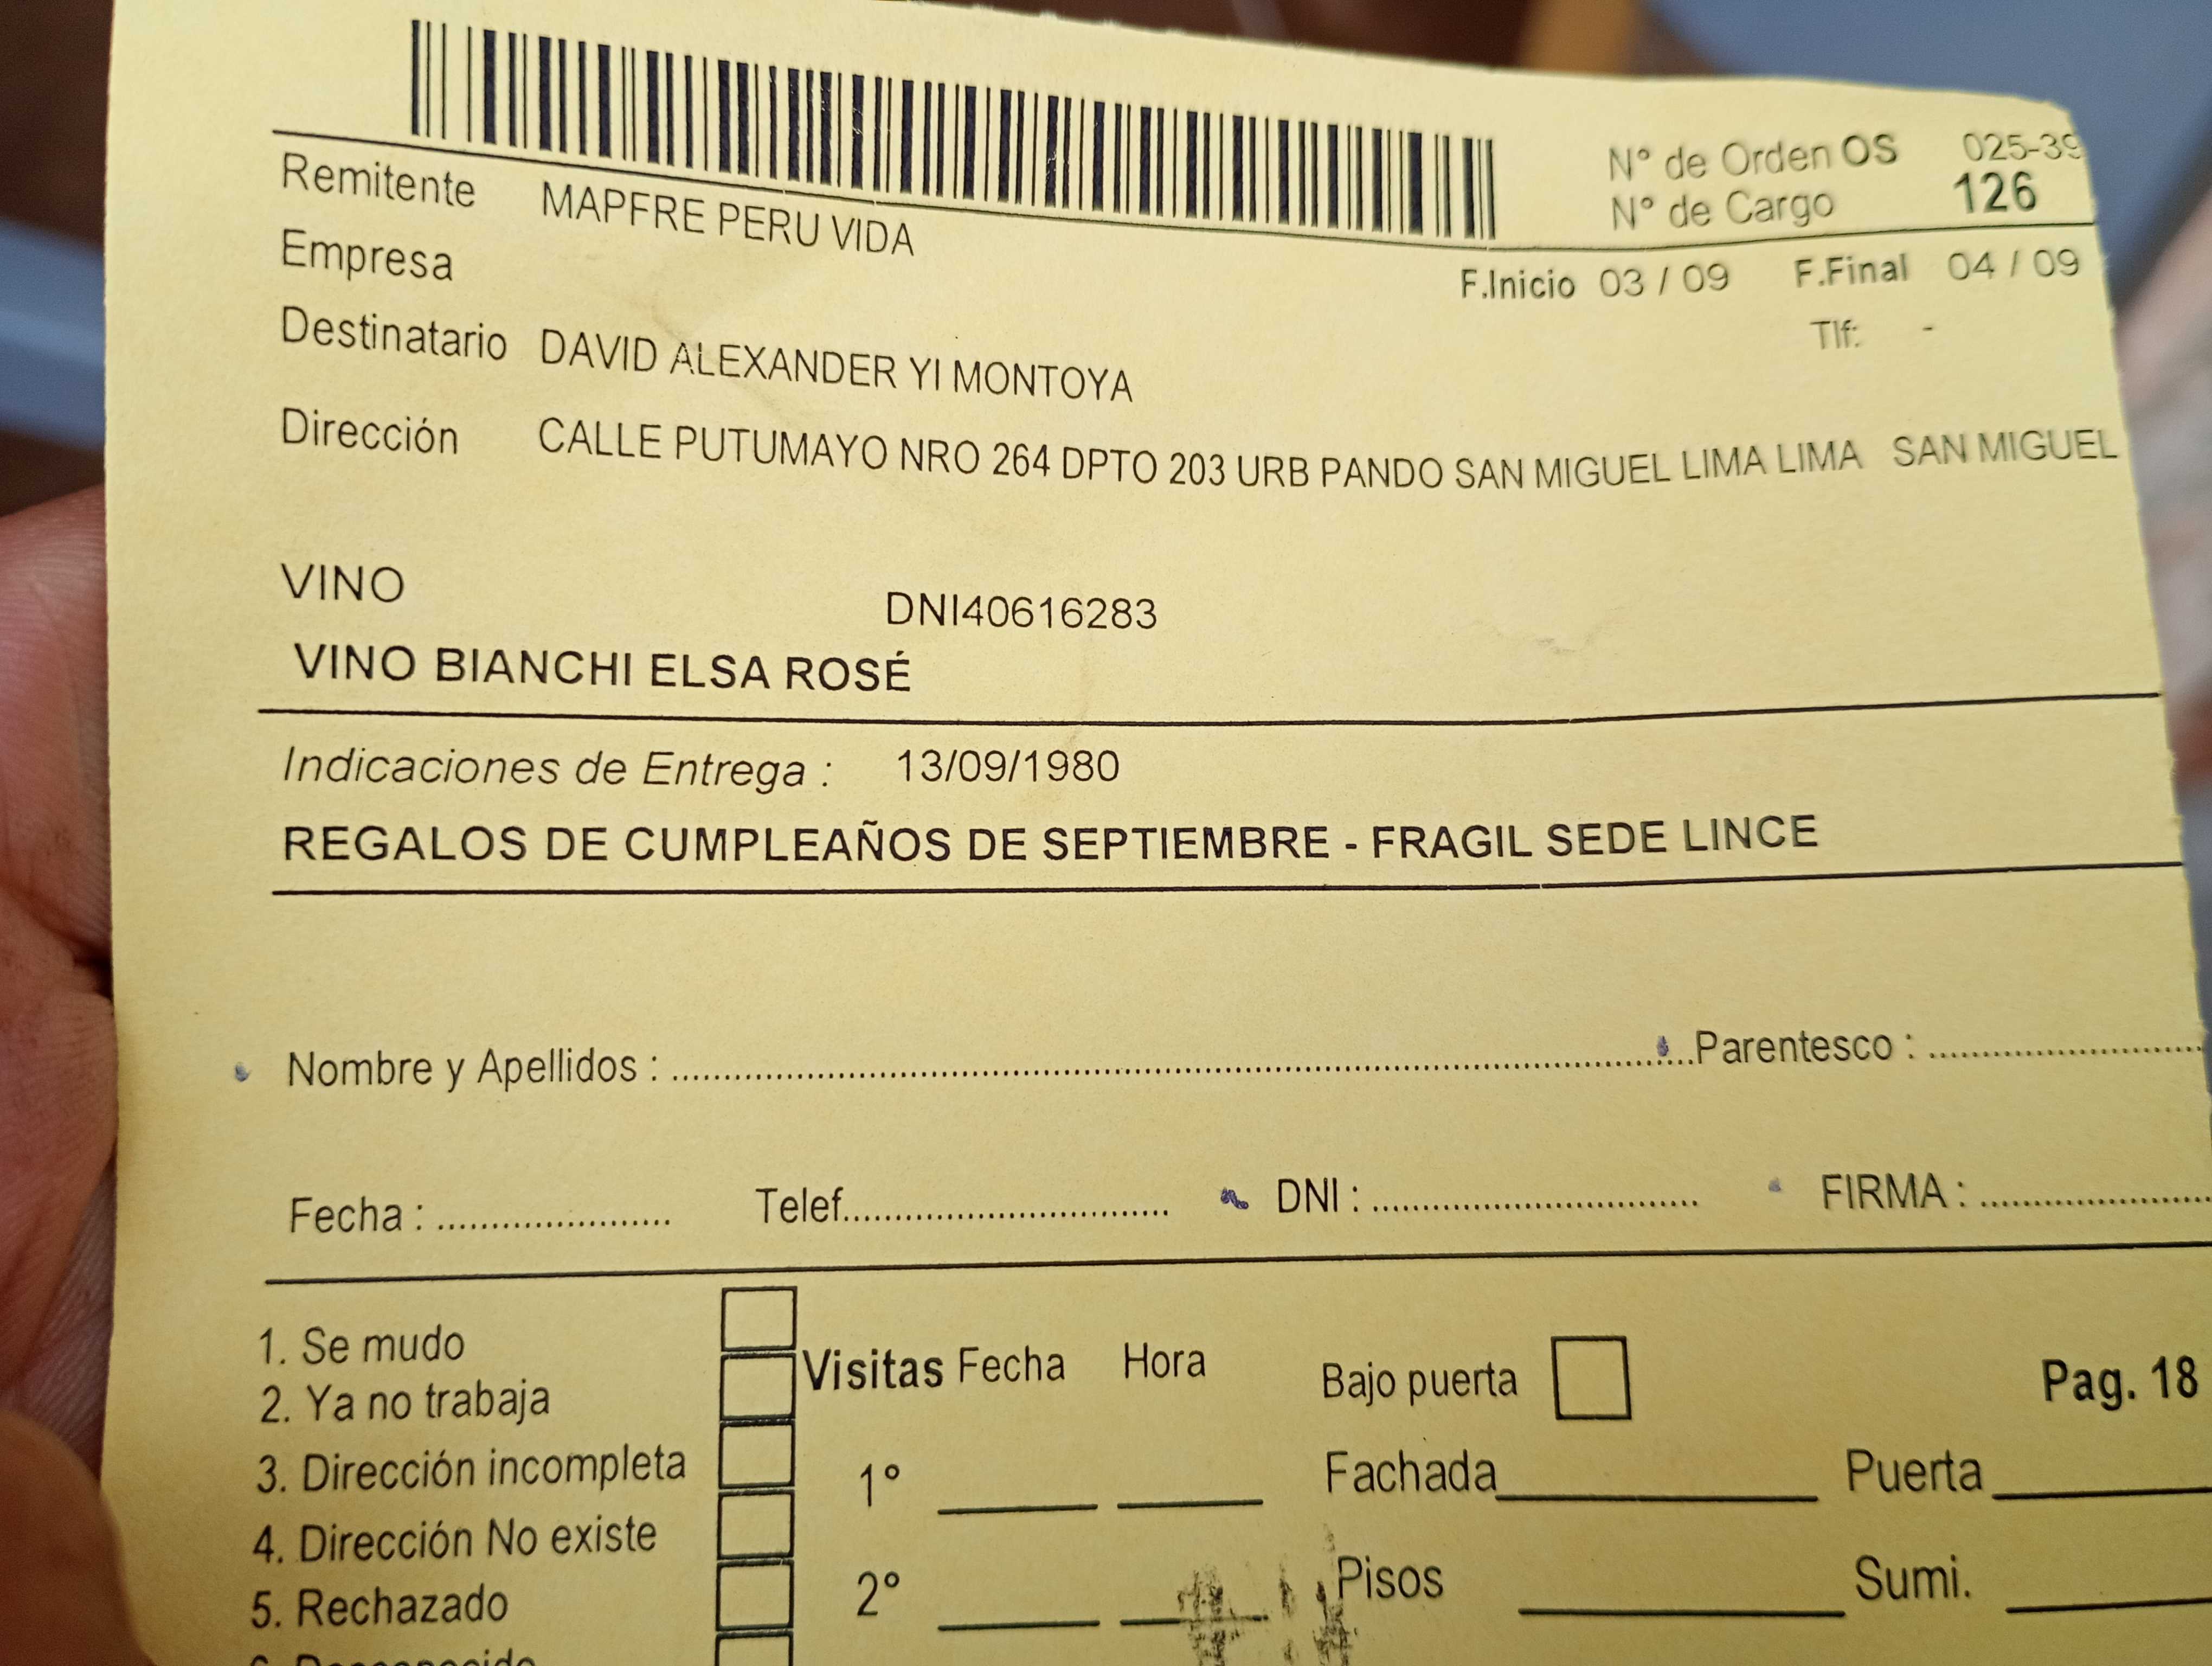 N° de Orden OS 025-39
N° de Cargo 126
Remitente MAPFRE PERU VIDA
Empresa
F.Inicio 03 / 09 F.Final 04 / 09
Tlf: -
Destinatario DAVID ALEXANDER YI MONTOYA
Dirección CALLE PUTUMAYO NRO 264 DPTO 203 URB PANDO SAN MIGUEL LIMA LIMA SAN MIGUEL
VINO
DNI40616283
VINO BIANCHI ELSA ROSÉ
Indicaciones de Entrega : 13/09/1980
REGALOS DE CUMPLEAÑOS DE SEPTIEMBRE - FRAGIL SEDE LINCE
Nombre y Apellidos : Parentesco :
Fecha : Telef. DNI : FIRMA :
1. Se mudo
2. Ya no trabaja
3. Dirección incompleta
4. Dirección No existe
5. Rechazado
6. Desconocido
Visitas Fecha Hora
1°
2°
Bajo puerta
Pag. 18
Fachada Puerta
Pisos Sumi.